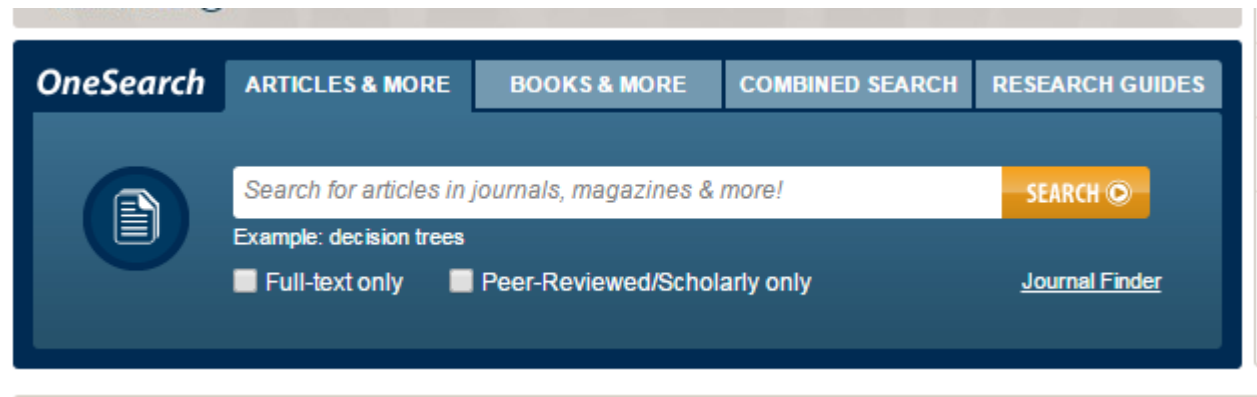 OneSearch ARTICLES & MORE BOOKS & MORE COMBINED SEARCH RESEARCH GUIDES
Search for articles in journals, magazines & more! SEARCH
Example: decision trees
Full-text only Peer-Reviewed/Scholarly only Journal Finder